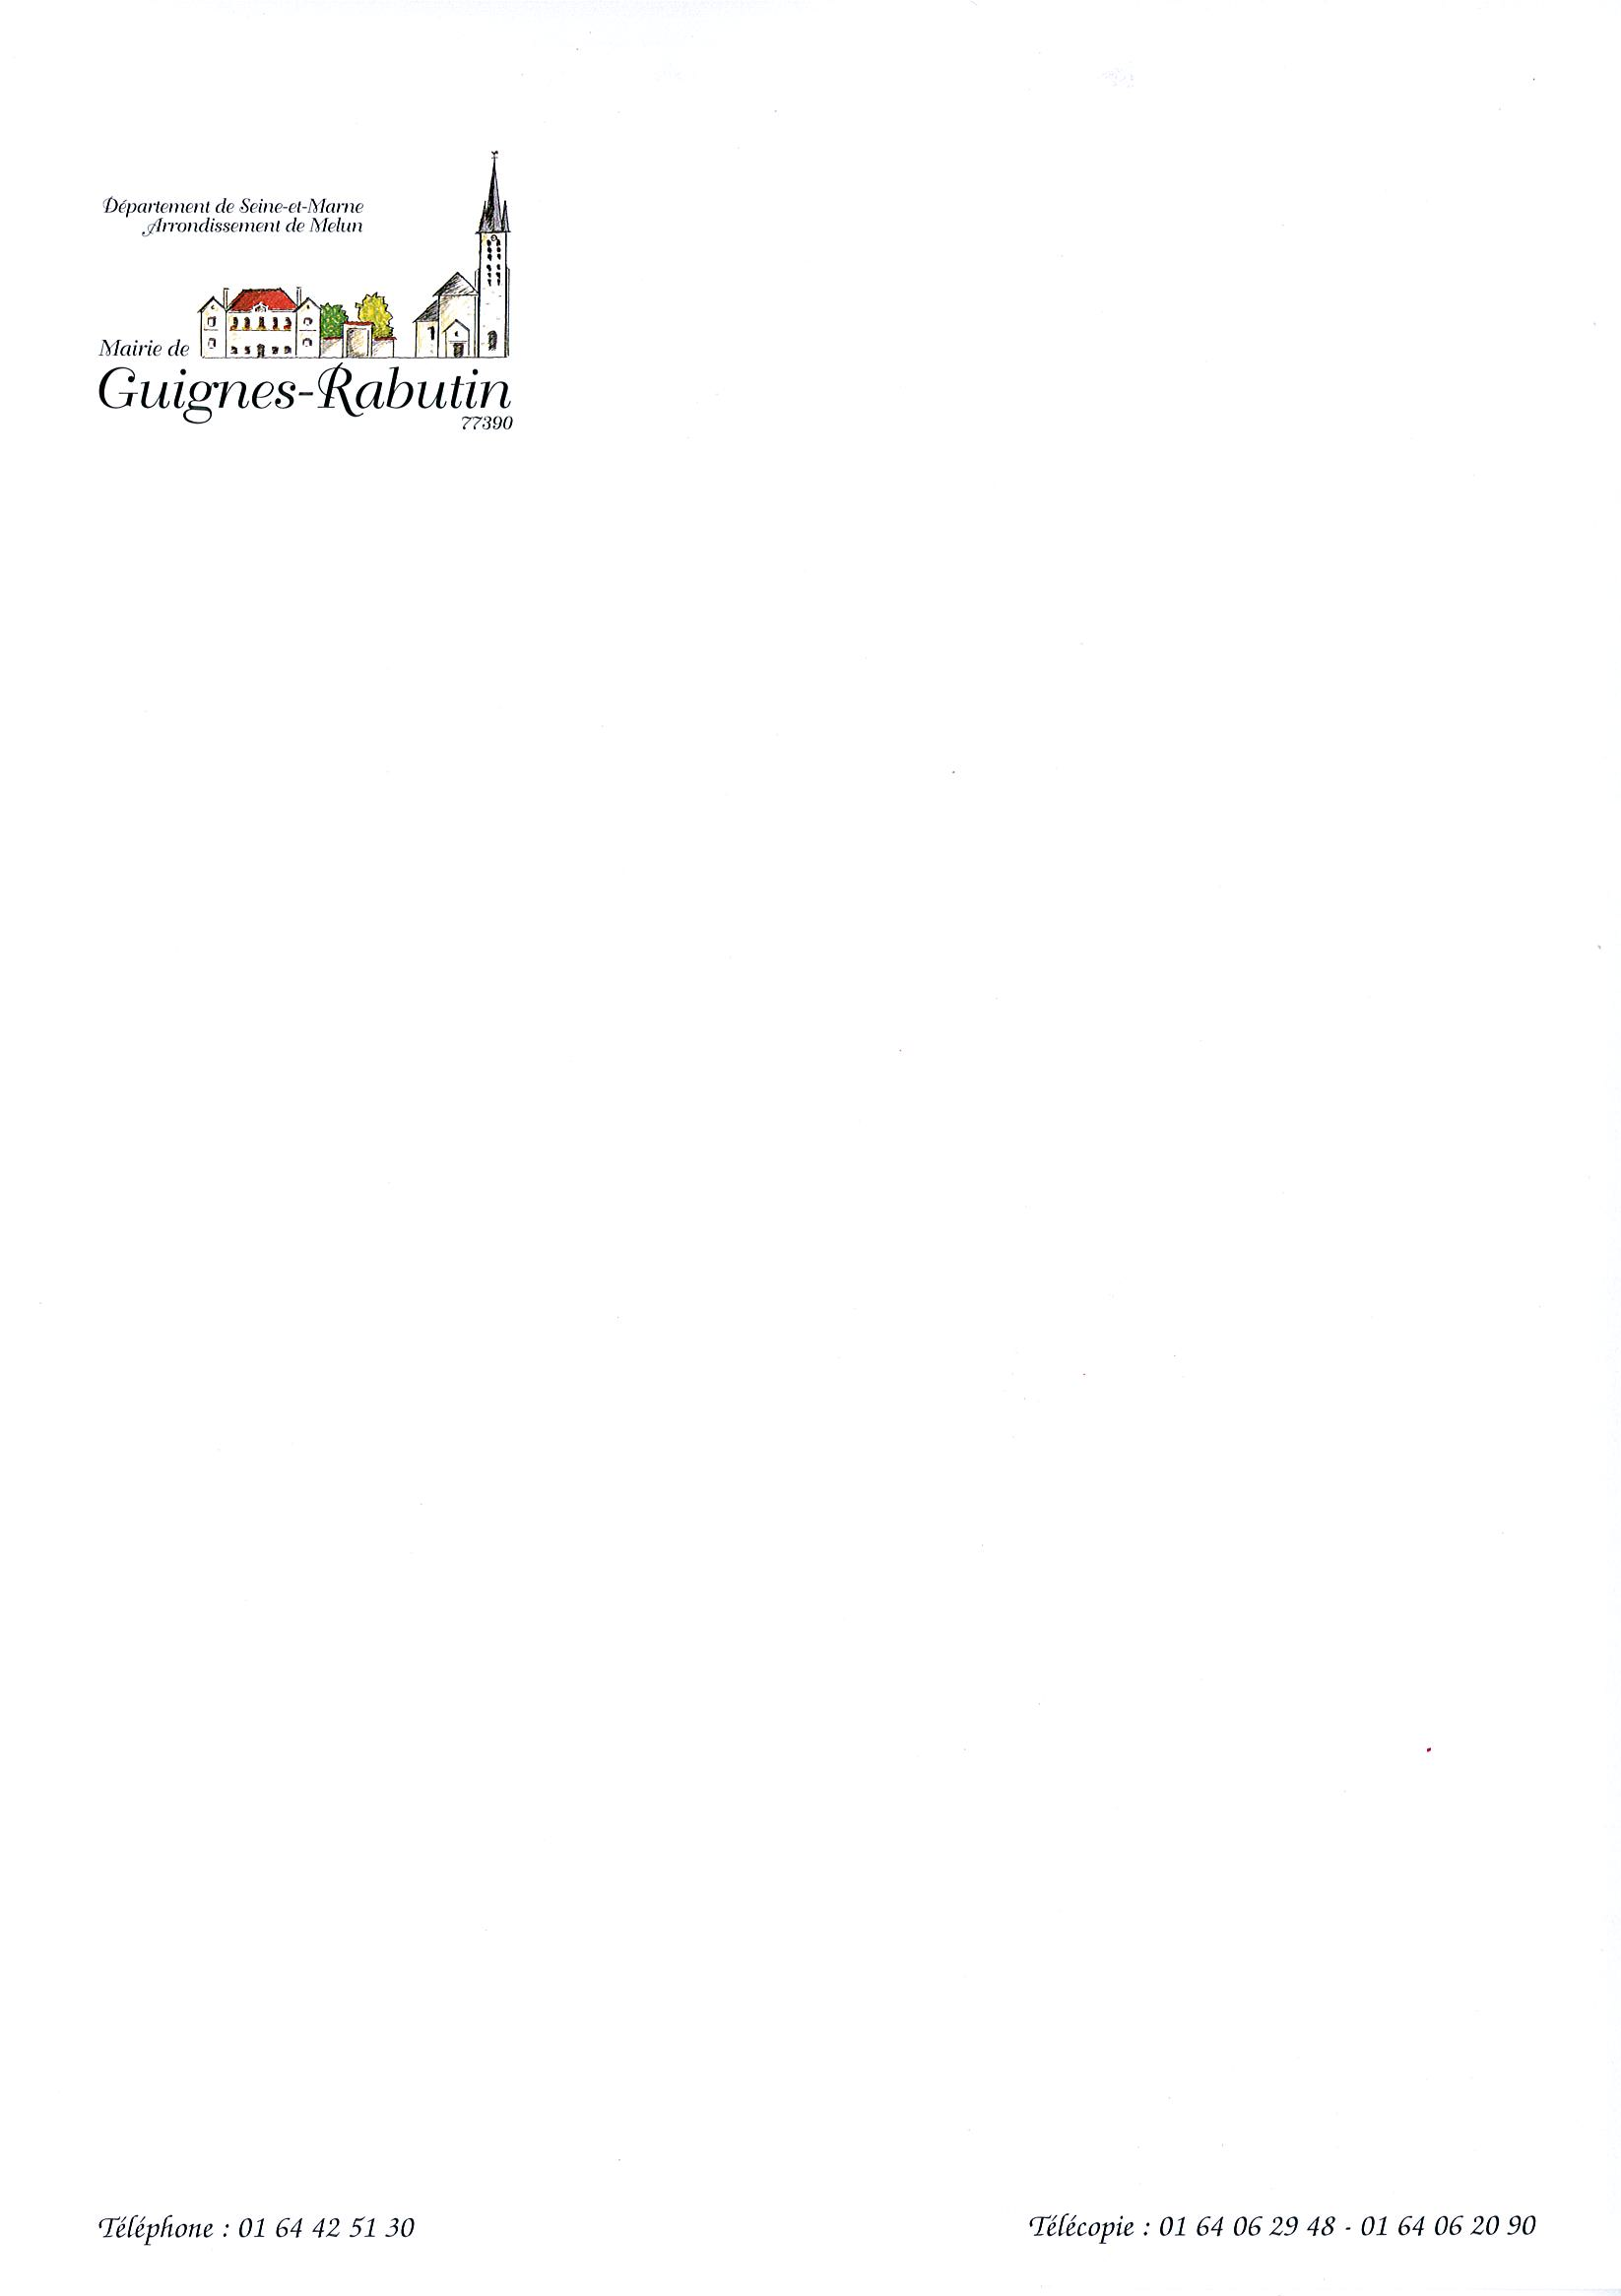 Département de Seine-et-Marne
Arrondissement de Melun
Mairie de
Guignes-Rabutin
77390
Téléphone : 01 64 42 51 30
Télécopie : 01 64 06 29 48 - 01 64 06 20 90